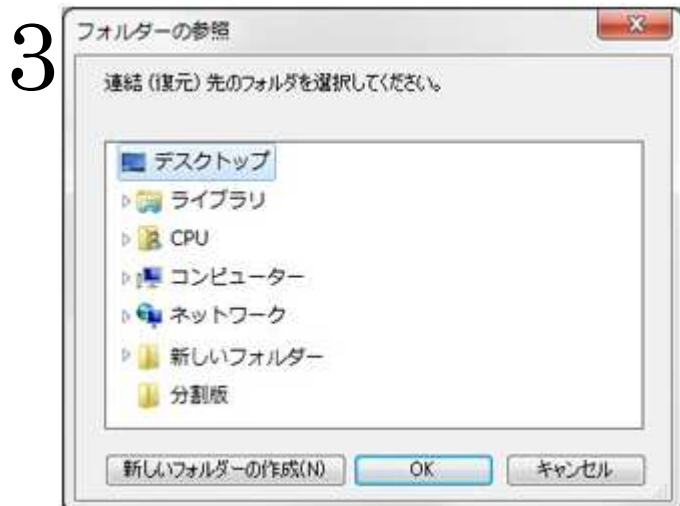 3
フォルダーの参照
連結(復元)先のフォルダを選択してください。
デスクトップ
ライブラリ
CPU
コンピューター
ネットワーク
新しいフォルダー
分割版
新しいフォルダーの作成(N)
OK
キャンセル